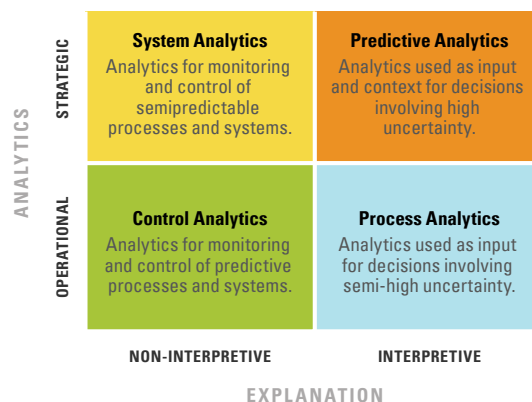 System Analytics
Analytics for monitoring
and control of
semipredictable
processes and systems.
Predictive Analytics
Analytics used as input
and context for decisions
involving high
uncertainty.
STRATEGIC
ANALYTICS
OPERATIONAL
Control Analytics
Analytics for monitoring
and control of predictive
processes and systems.
Process Analytics
Analytics used as input
for decisions involving
semi-high uncertainty.
NON-INTERPRETIVE
INTERPRETIVE
EXPLANATION